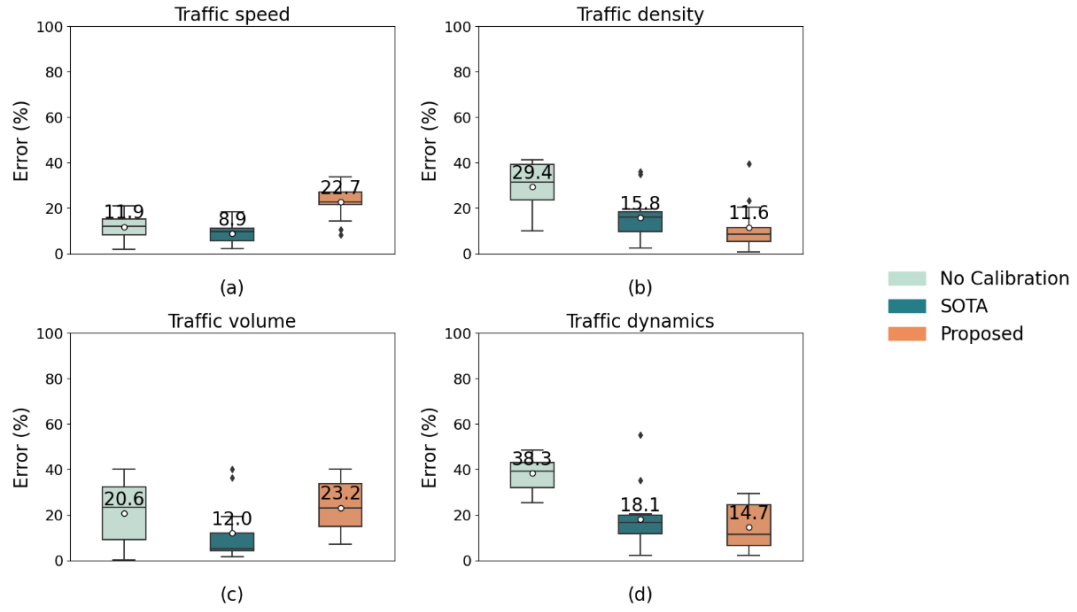 Traffic speed
100
80
60
40
20
0
Error (%)
11.9
8.9
22.7
(a)
Traffic density
100
80
60
40
20
0
Error (%)
29.4
15.8
11.6
(b)
Traffic volume
100
80
60
40
20
0
Error (%)
20.6
12.0
23.2
(c)
Traffic dynamics
100
80
60
40
20
0
Error (%)
38.3
18.1
14.7
(d)
No Calibration
SOTA
Proposed